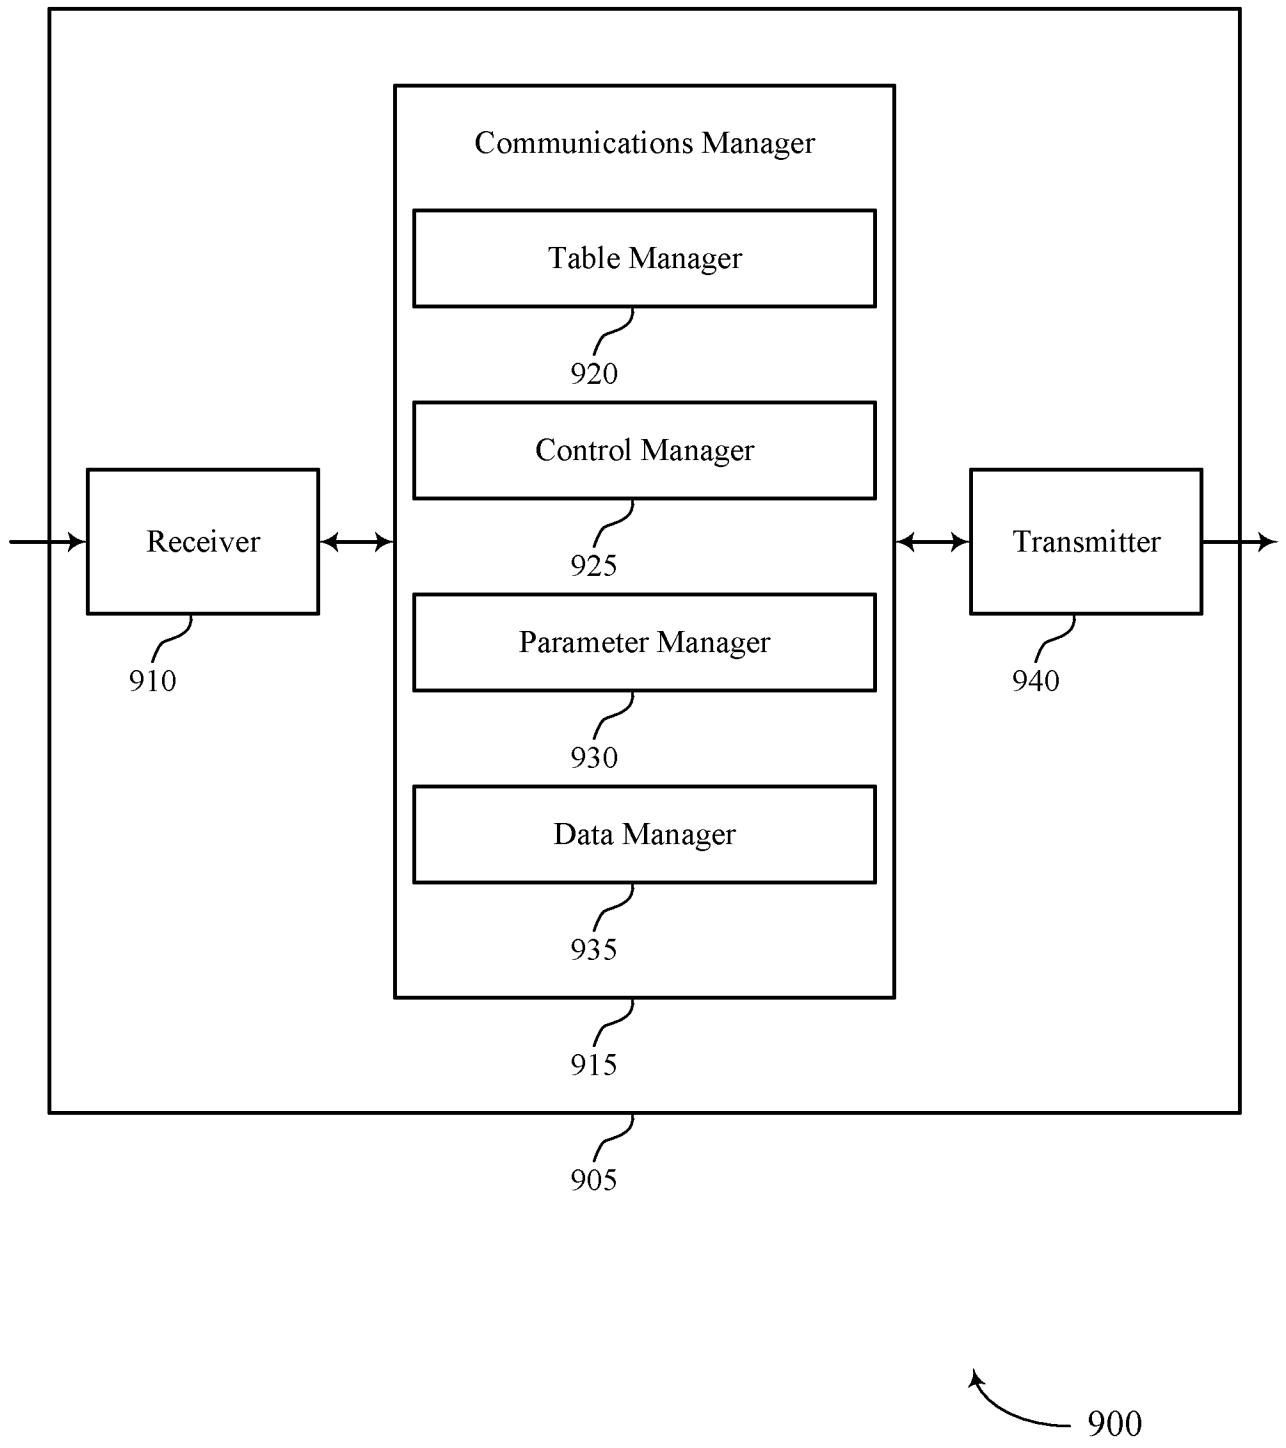 Communications Manager
Table Manager
920
Control Manager
925
Receiver
910
Transmitter
940
Parameter Manager
930
Data Manager
935
915
905
900